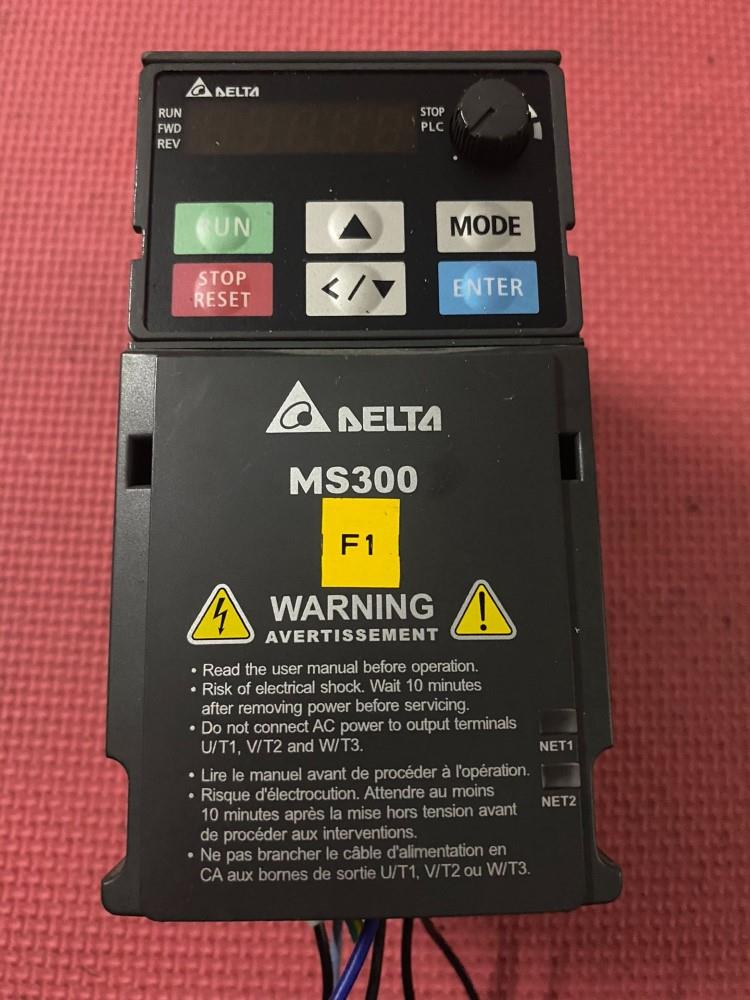 DELTA
RUN
FWD
REV
STOP
PLC
RUN
▲
MODE
STOP
RESET
</▼
ENTER
DELTA
MS300
F1
WARNING
AVERTISSEMENT
• Read the user manual before operation.
• Risk of electrical shock. Wait 10 minutes
after removing power before servicing.
• Do not connect AC power to output terminals
U/T1, V/T2 and W/T3.
NET1
• Lire le manuel avant de procéder à l'opération.
• Risque d'électrocution. Attendre au moins
10 minutes après la mise hors tension avant
de procéder aux interventions.
NET2
• Ne pas brancher le câble d'alimentation en
CA aux bornes de sortie U/T1, V/T2 ou W/T3.